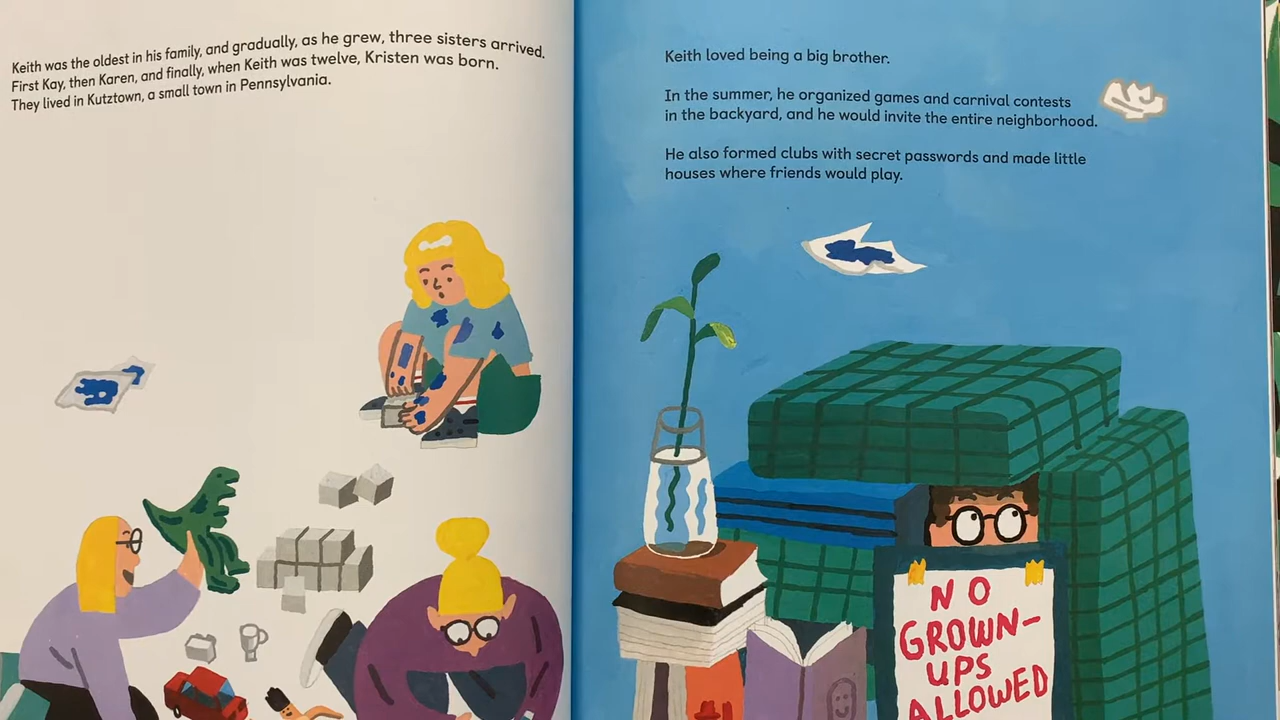 Keith was the oldest in his family, and gradually, as he grew, three sisters arrived.
First Kay, then Karen, and finally, when Keith was twelve, Kristen was born.
They lived in Kutztown, a small town in Pennsylvania.
Keith loved being a big brother.
In the summer, he organized games and carnival contests
in the backyard, and he would invite the entire neighborhood.
He also formed clubs with secret passwords and made little
houses where friends would play.
NO
GROWN-
UPS
ALLOWED